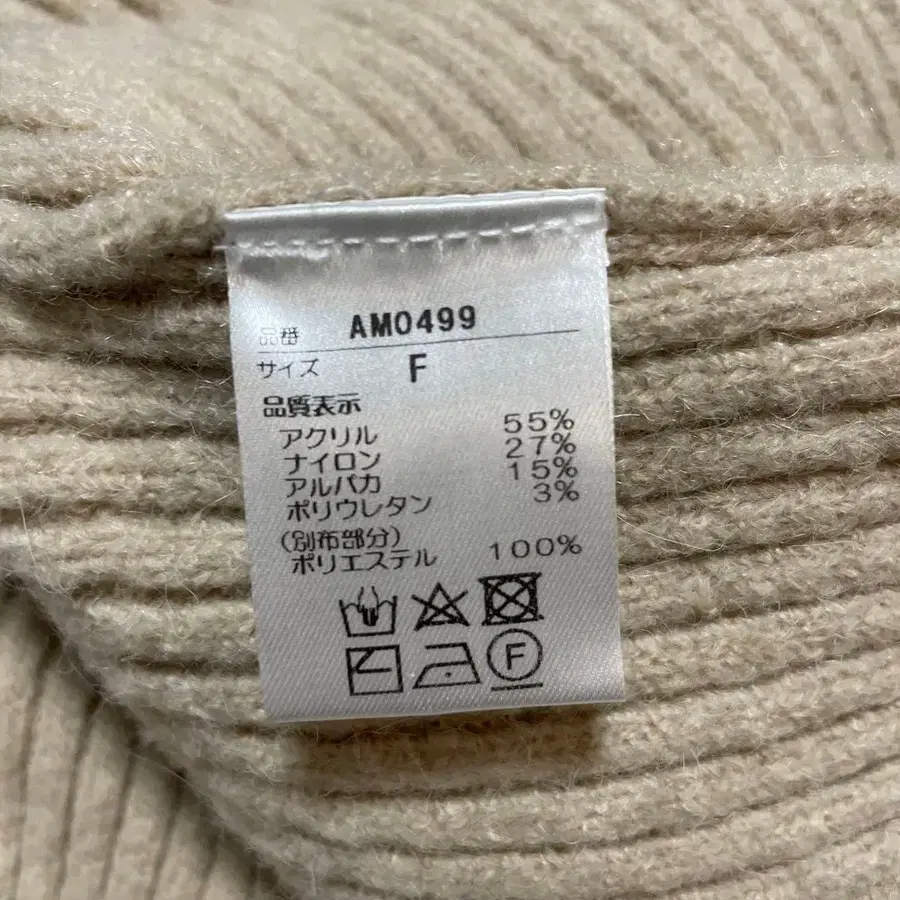 品番 AM0499
サイズ F
品質表示
アクリル 55%
ナイロン 27%
アルパカ 15%
ポリウレタン 3%
(別布部分)
ポリエステル 100%
F